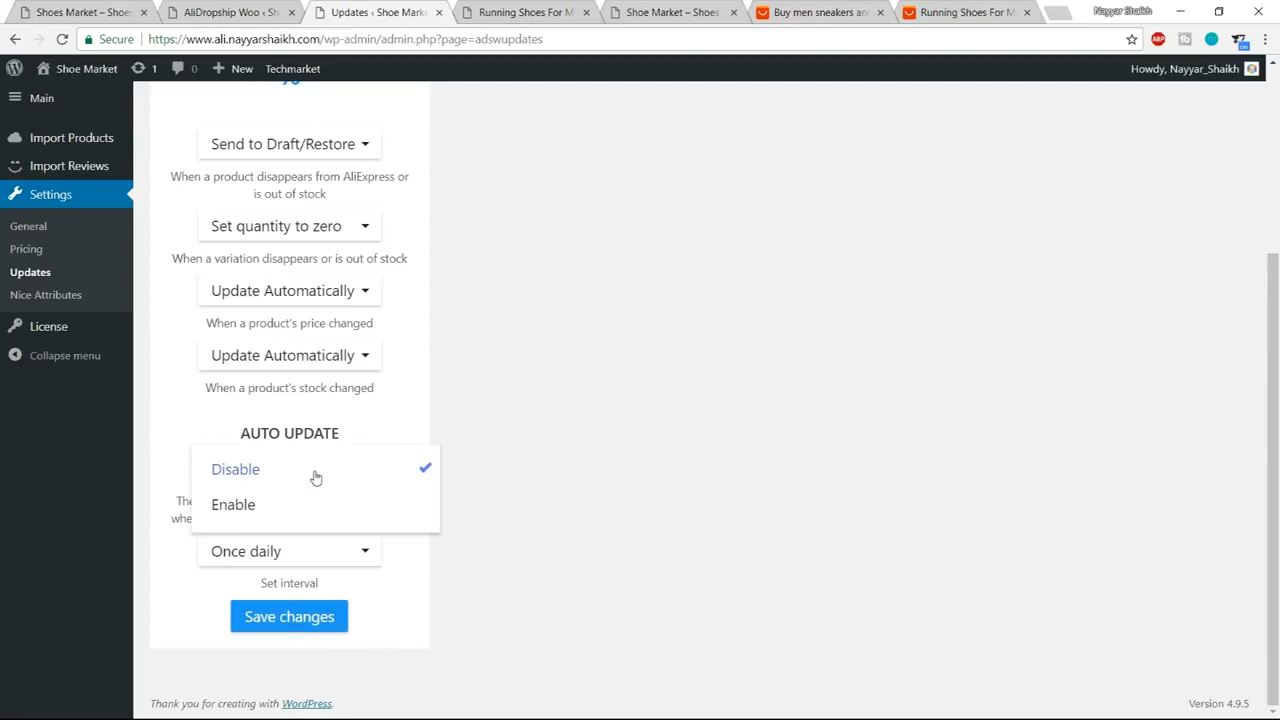 Shoes Market – Shoes
AliDropship Woo ‹ Sh
Updates ‹ Shoe Market
Running Shoes For M
Shoe Market – Shoes
Buy men sneakers an
Running Shoes For M
Nayyar Shaikh
Secure
https://www.ali.nayyarshaikh.com/wp-admin/admin.php?page=adswupdates
ABP
Shoe Market
1
0
New
Techmarket
Howdy, Nayyar_Shaikh
Main
Import Products
Import Reviews
Settings
General
Pricing
Updates
Nice Attributes
License
Collapse menu
Send to Draft/Restore
When a product disappears from AliExpress or
is out of stock
Set quantity to zero
When a variation disappears or is out of stock
Update Automatically
When a product's price changed
Update Automatically
When a product's stock changed
AUTO UPDATE
Disable
Enable
Once daily
Set interval
Save changes
Thank you for creating with WordPress.
Version 4.9.5